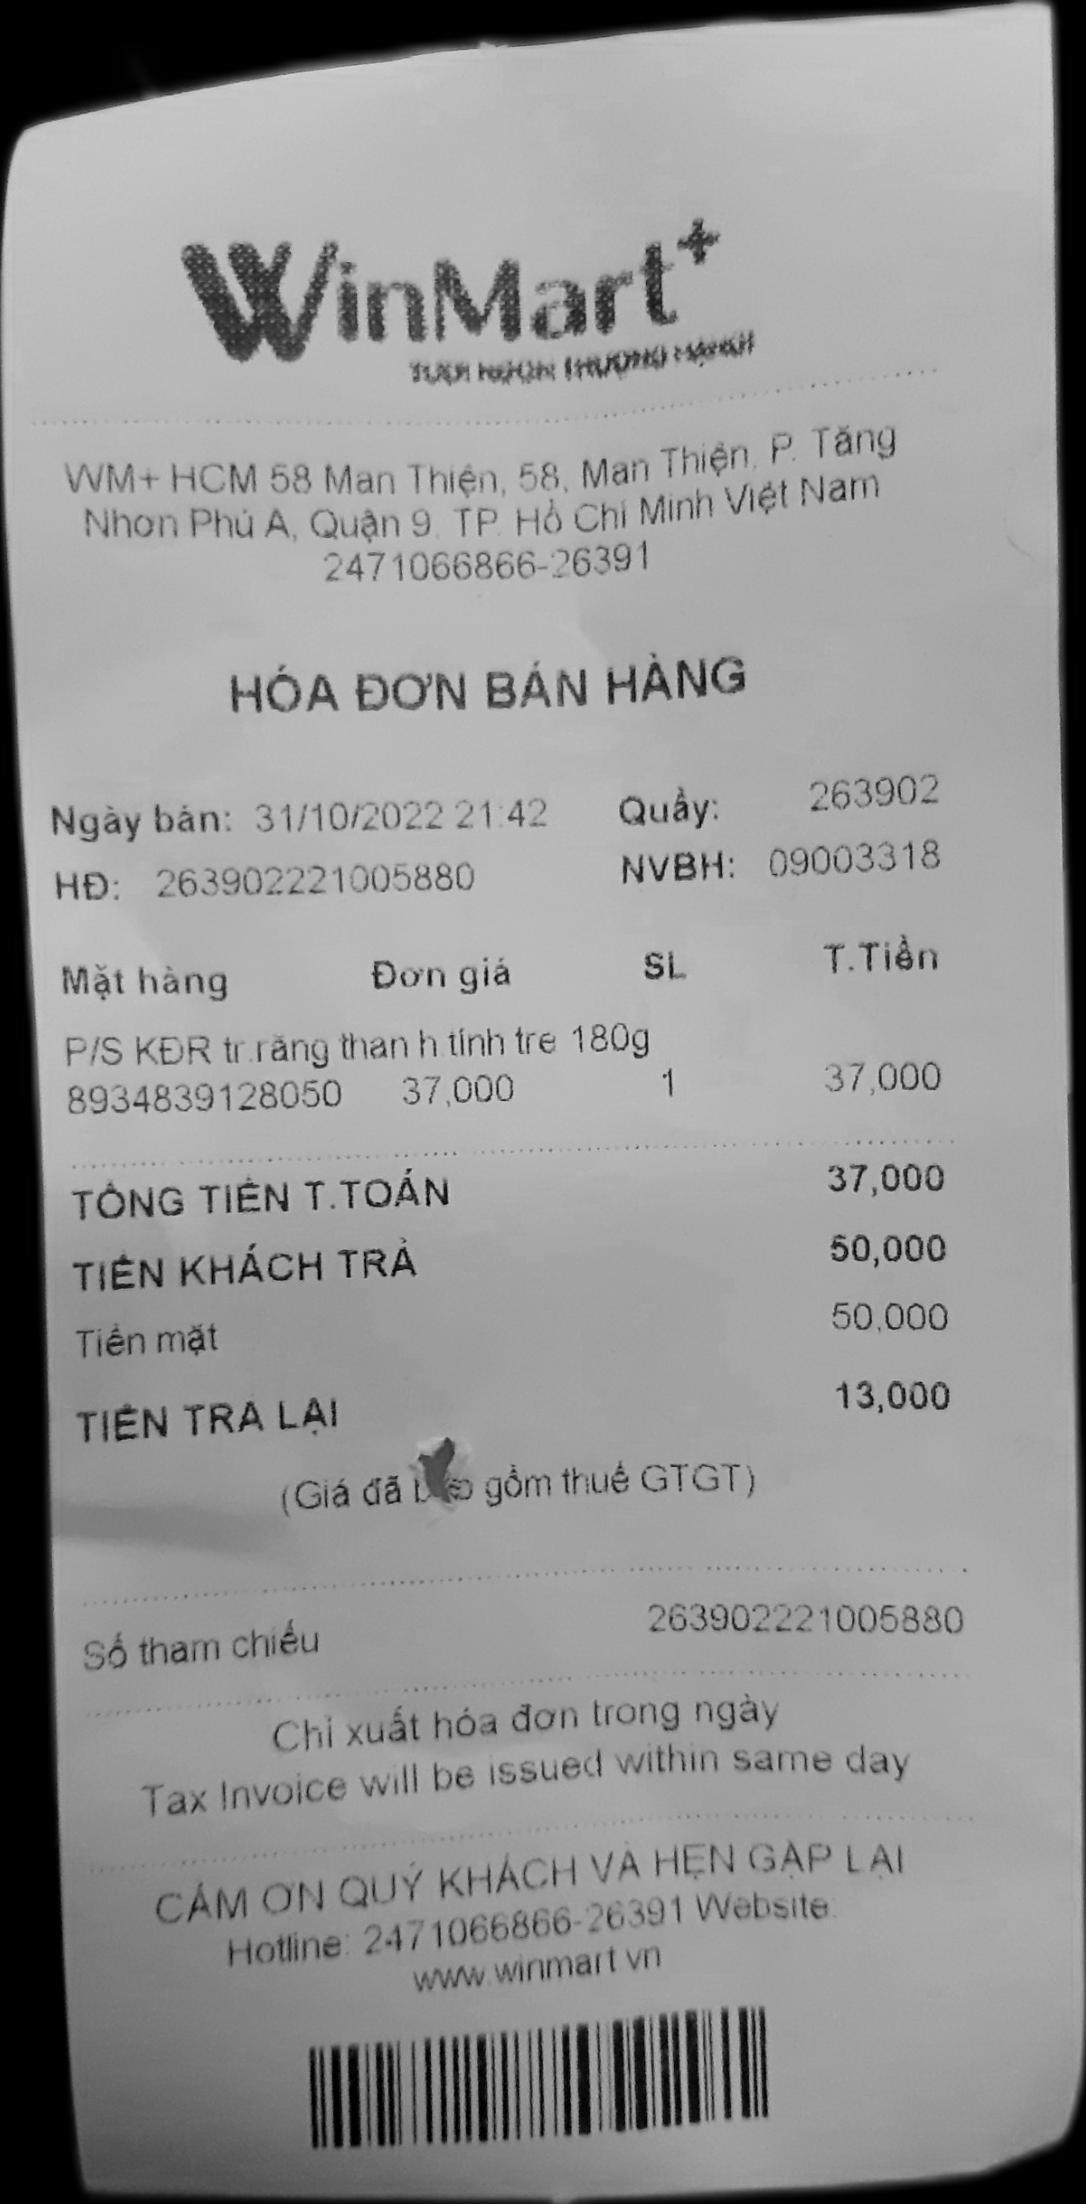 WinMart+
TƯƠI NGON THƯỢNG HẠNG
WM+ HCM 58 Man Thiện, 58, Man Thiện, P. Tăng
Nhơn Phú A, Quận 9, TP. Hồ Chí Minh Việt Nam
2471066866-26391
HÓA ĐƠN BÁN HÀNG
Ngày bán: 31/10/2022 21:42 Quầy: 263902
HĐ: 263902221005880 NVBH: 09003318
Mặt hàng Đơn giá SL T.Tiền
P/S KĐR tr.răng than h.tính tre 180g
8934839128050 37,000 1 37,000
TỔNG TIỀN T.TOÁN 37,000
TIỀN KHÁCH TRẢ 50,000
Tiền mặt 50,000
TIỀN TRẢ LẠI 13,000
(Giá đã gồm thuế GTGT)
Số tham chiếu 263902221005880
Chỉ xuất hóa đơn trong ngày
Tax Invoice will be issued within same day
CẢM ƠN QUÝ KHÁCH VÀ HẸN GẶP LẠI
Hotline: 2471066866-26391 Website:
www.winmart.vn